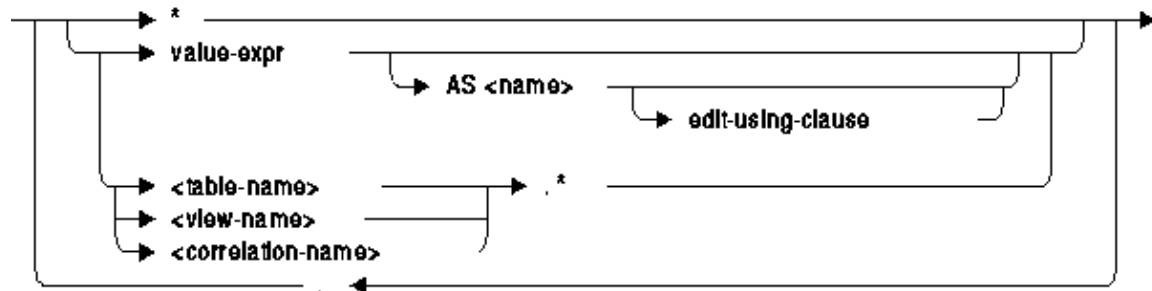 *
value-expr
AS <name>
edit-using-clause
<table-name> . *
<view-name>
<correlation-name>
,